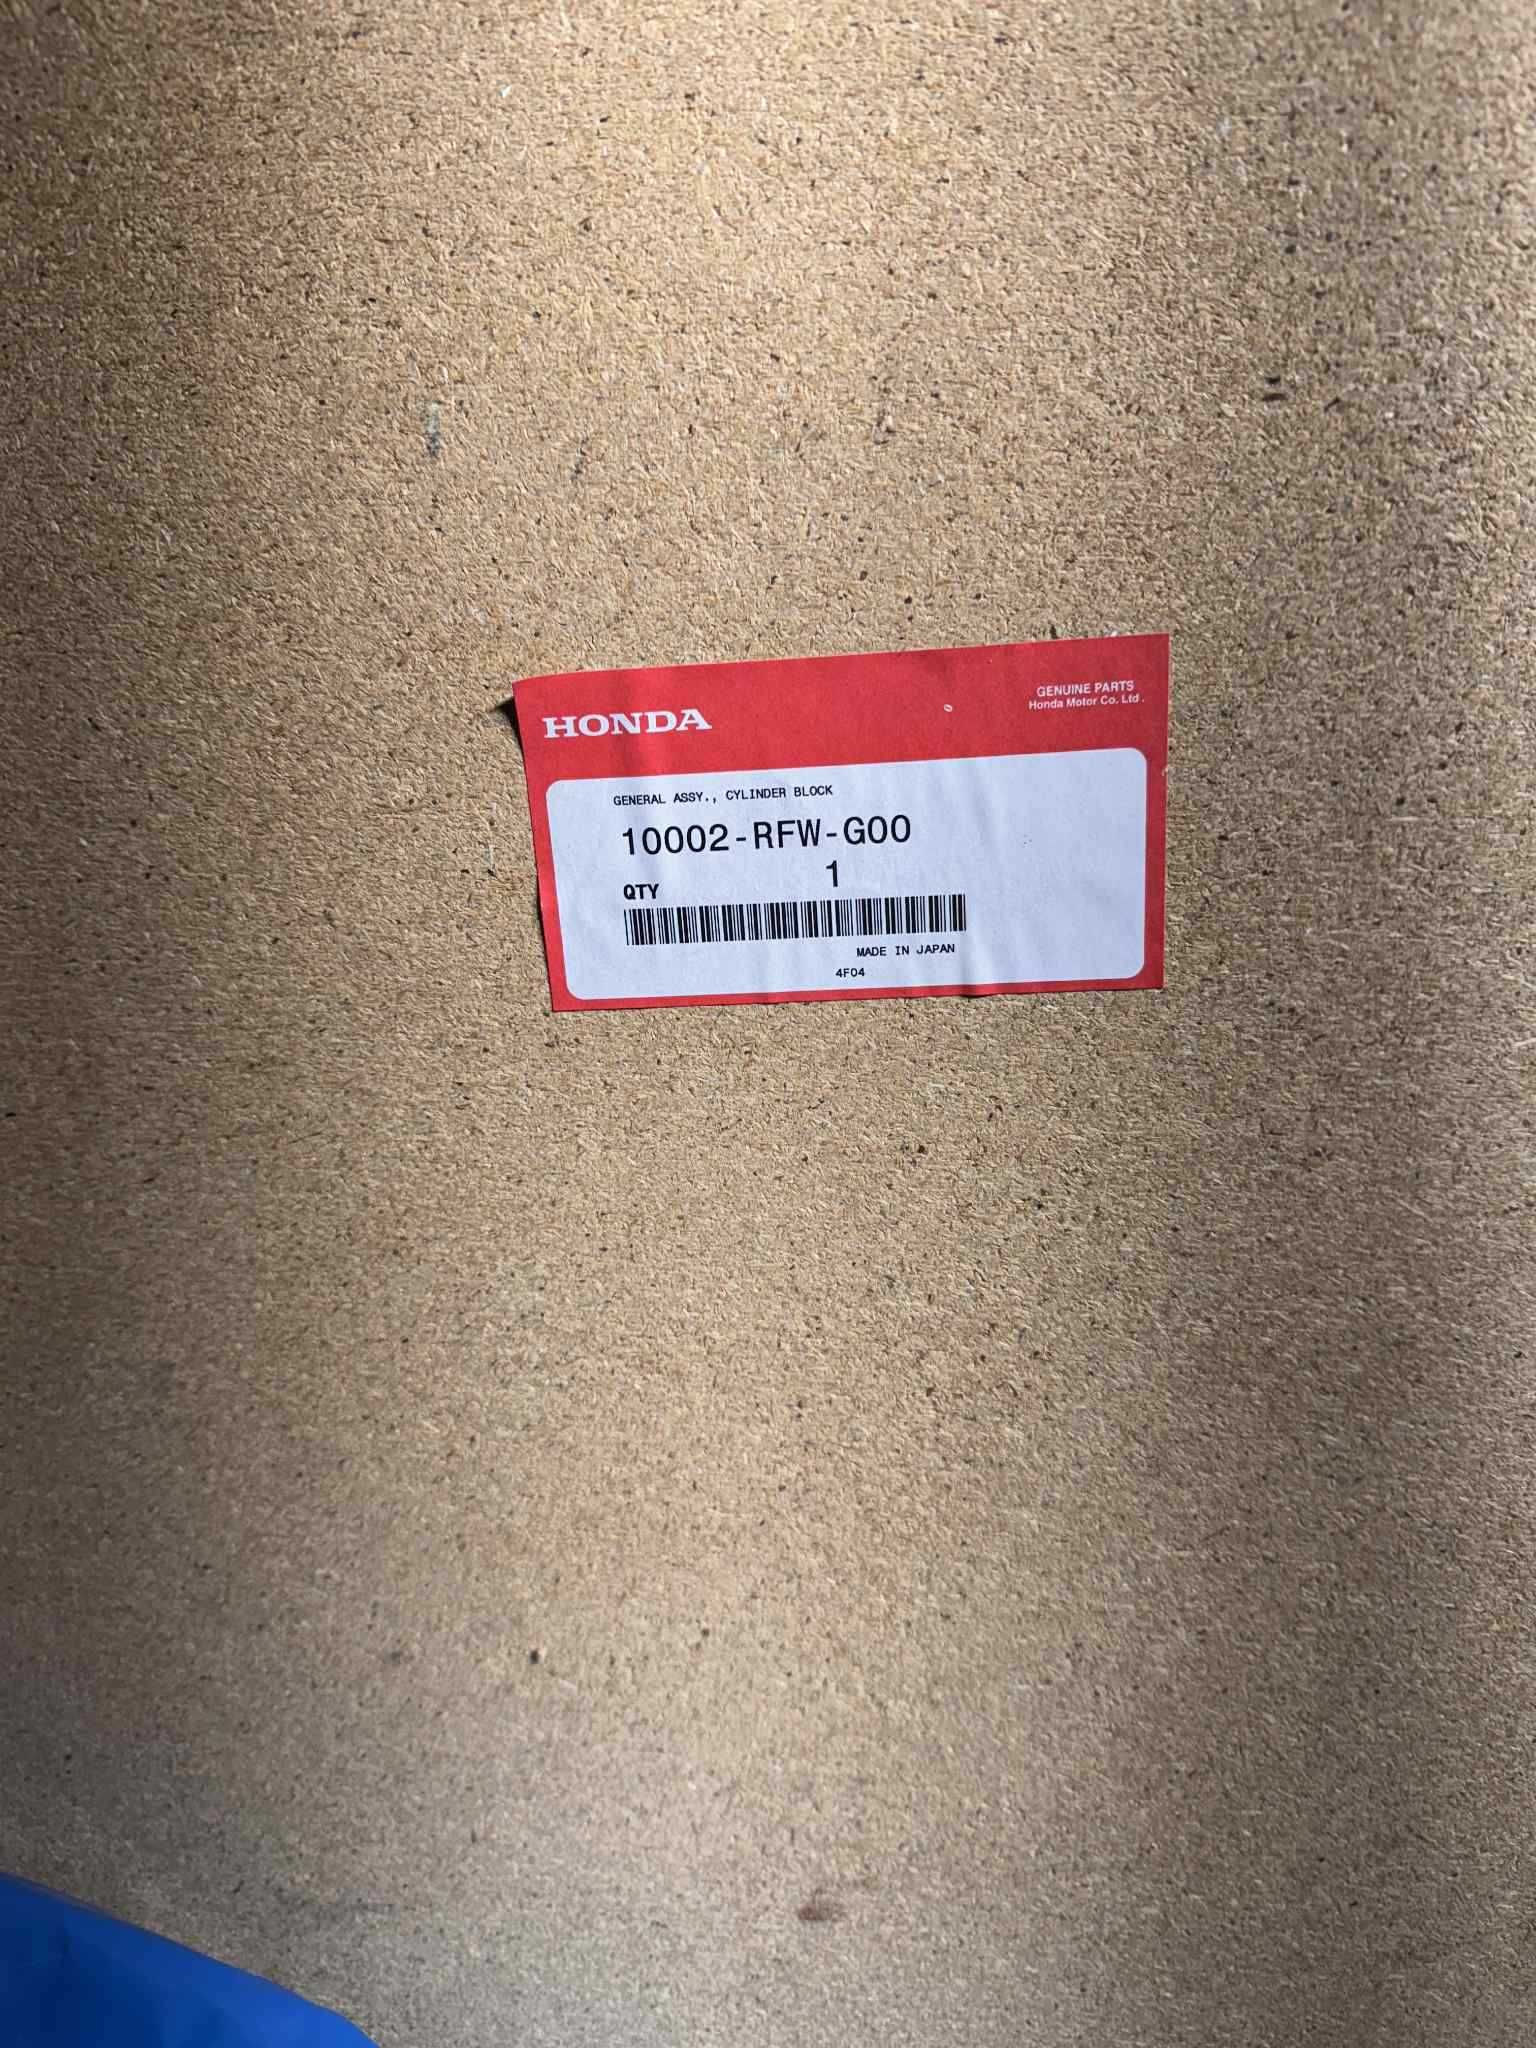 HONDA
GENUINE PARTS
Honda Motor Co. Ltd .
GENERAL ASSY., CYLINDER BLOCK
10002-RFW-G00
1
QTY
MADE IN JAPAN
4F04